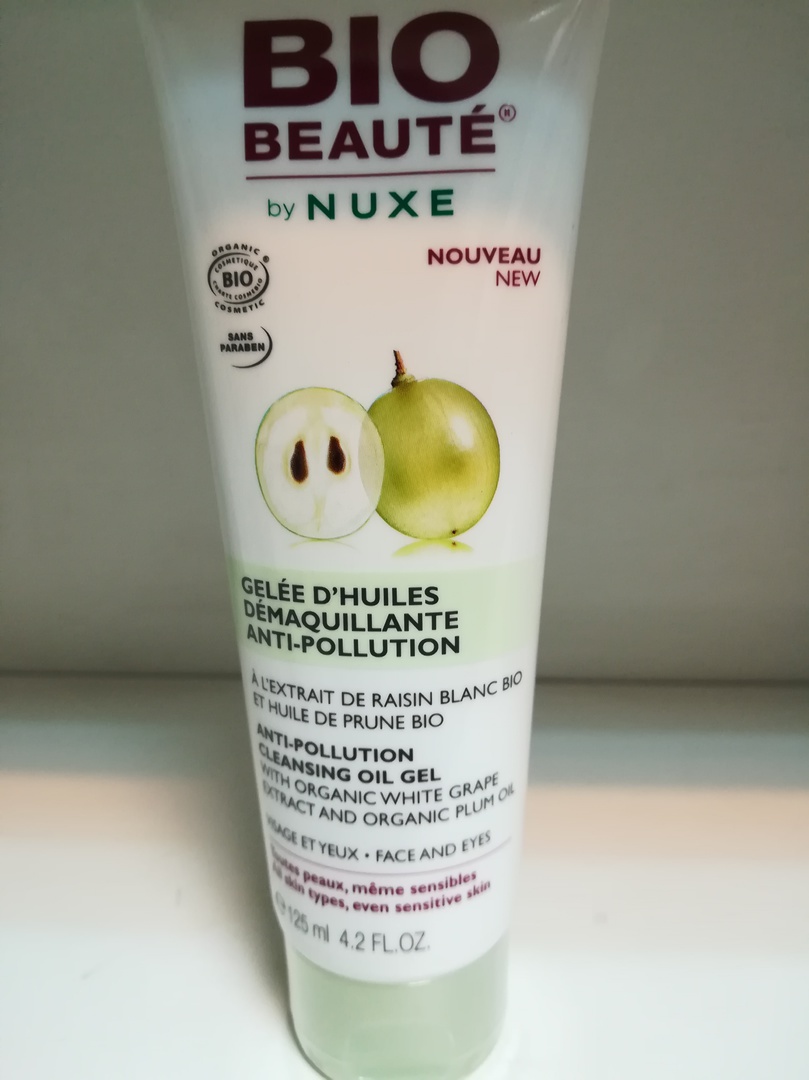 BIO
BEAUTÉ®
by NUXE
NOUVEAU
NEW
ORGANIC ®
COSMETIQUE
BIO
CHARTE COSMEBIO
COSMETIC
SANS
PARABEN
GELÉE D'HUILES
DÉMAQUILLANTE
ANTI-POLLUTION
À L'EXTRAIT DE RAISIN BLANC BIO
ET HUILE DE PRUNE BIO
ANTI-POLLUTION
CLEANSING OIL GEL
WITH ORGANIC WHITE GRAPE
EXTRACT AND ORGANIC PLUM OIL
VISAGE ET YEUX • FACE AND EYES
Toutes peaux, même sensibles
All skin types, even sensitive skin
℮ 125 ml 4.2 FL.OZ.